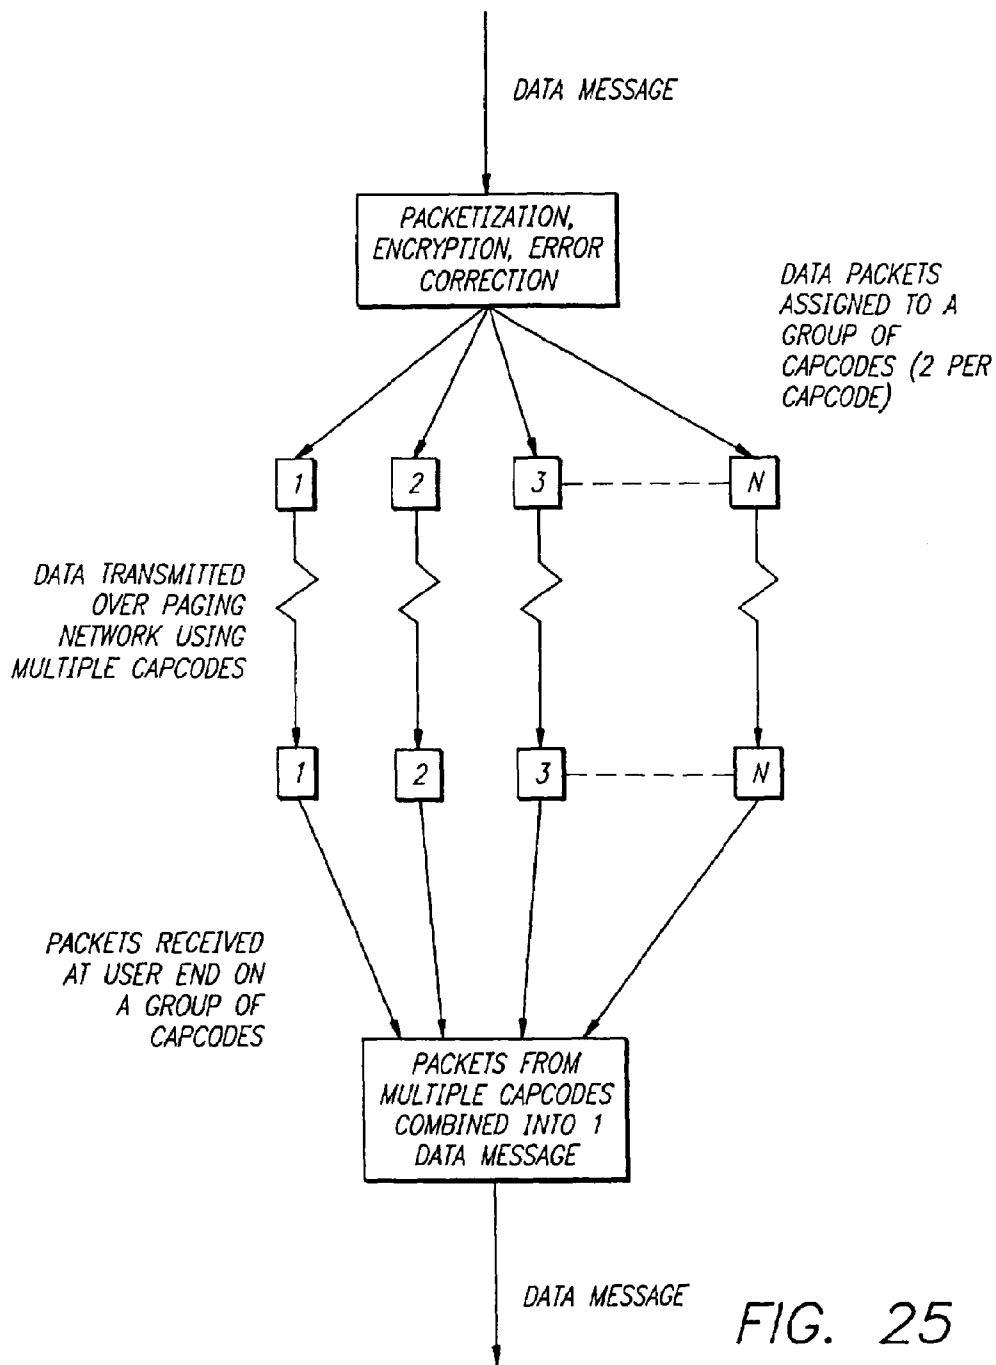 DATA MESSAGE
PACKETIZATION,
ENCRYPTION, ERROR
CORRECTION
DATA PACKETS
ASSIGNED TO A
GROUP OF
CAPCODES (2 PER
CAPCODE)
1 2 3 N
DATA TRANSMITTED
OVER PAGING
NETWORK USING
MULTIPLE CAPCODES
1 2 3 N
PACKETS RECEIVED
AT USER END ON
A GROUP OF
CAPCODES
PACKETS FROM
MULTIPLE CAPCODES
COMBINED INTO 1
DATA MESSAGE
DATA MESSAGE
FIG. 25